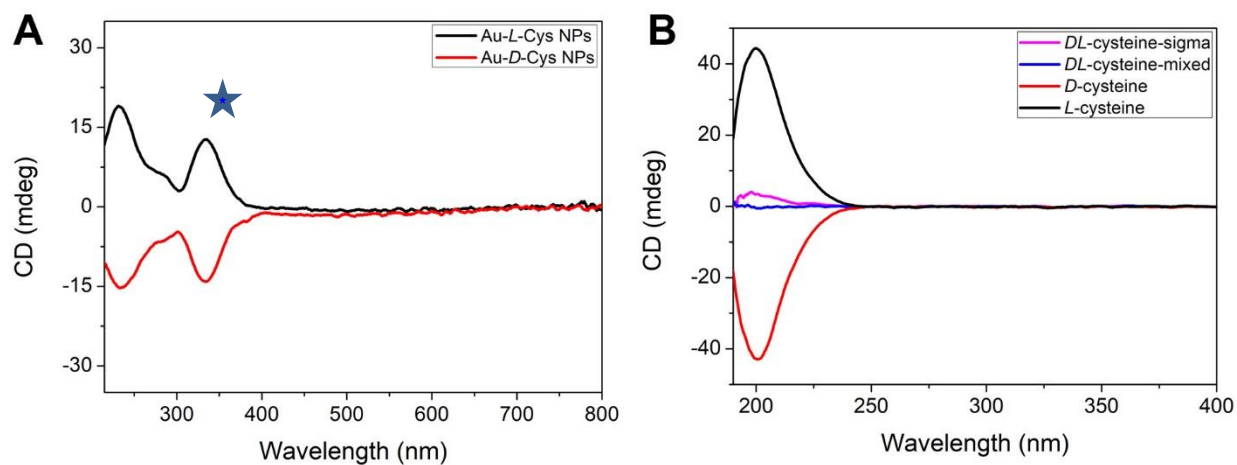 A
Au-L-Cys NPs
Au-D-Cys NPs
30
15
0
-15
-30
CD (mdeg)
300
400
500
600
700
800
Wavelength (nm)
B
DL-cysteine-sigma
DL-cysteine-mixed
D-cysteine
L-cysteine
40
20
0
-20
-40
CD (mdeg)
200
250
300
350
400
Wavelength (nm)